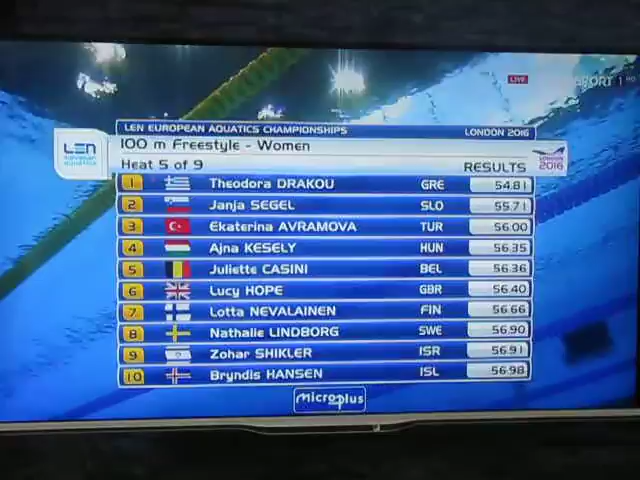 LIVE
SPORT 1 HD
LEN EUROPEAN AQUATICS CHAMPIONSHIPS LONDON 2016
100 m Freestyle - Women
Heat 5 of 9 RESULTS
LEN
european
aquatics
LONDON
2016
1 Theodora DRAKOU GRE 54.81
2 Janja SEGEL SLO 55.71
3 Ekaterina AVRAMOVA TUR 56.00
4 Ajna KESELY HUN 56.35
5 Juliette CASINI BEL 56.36
6 Lucy HOPE GBR 56.40
7 Lotta NEVALAINEN FIN 56.66
8 Nathalie LINDBORG SWE 56.90
9 Zohar SHIKLER ISR 56.91
10 Bryndis HANSEN ISL 56.98
microplus